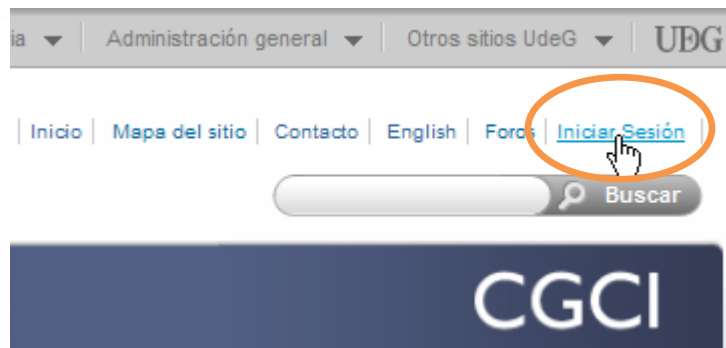 ia Administración general Otros sitios UdeG UDG
Inicio Mapa del sitio Contacto English Foros Iniciar Sesión
Buscar
CGCI